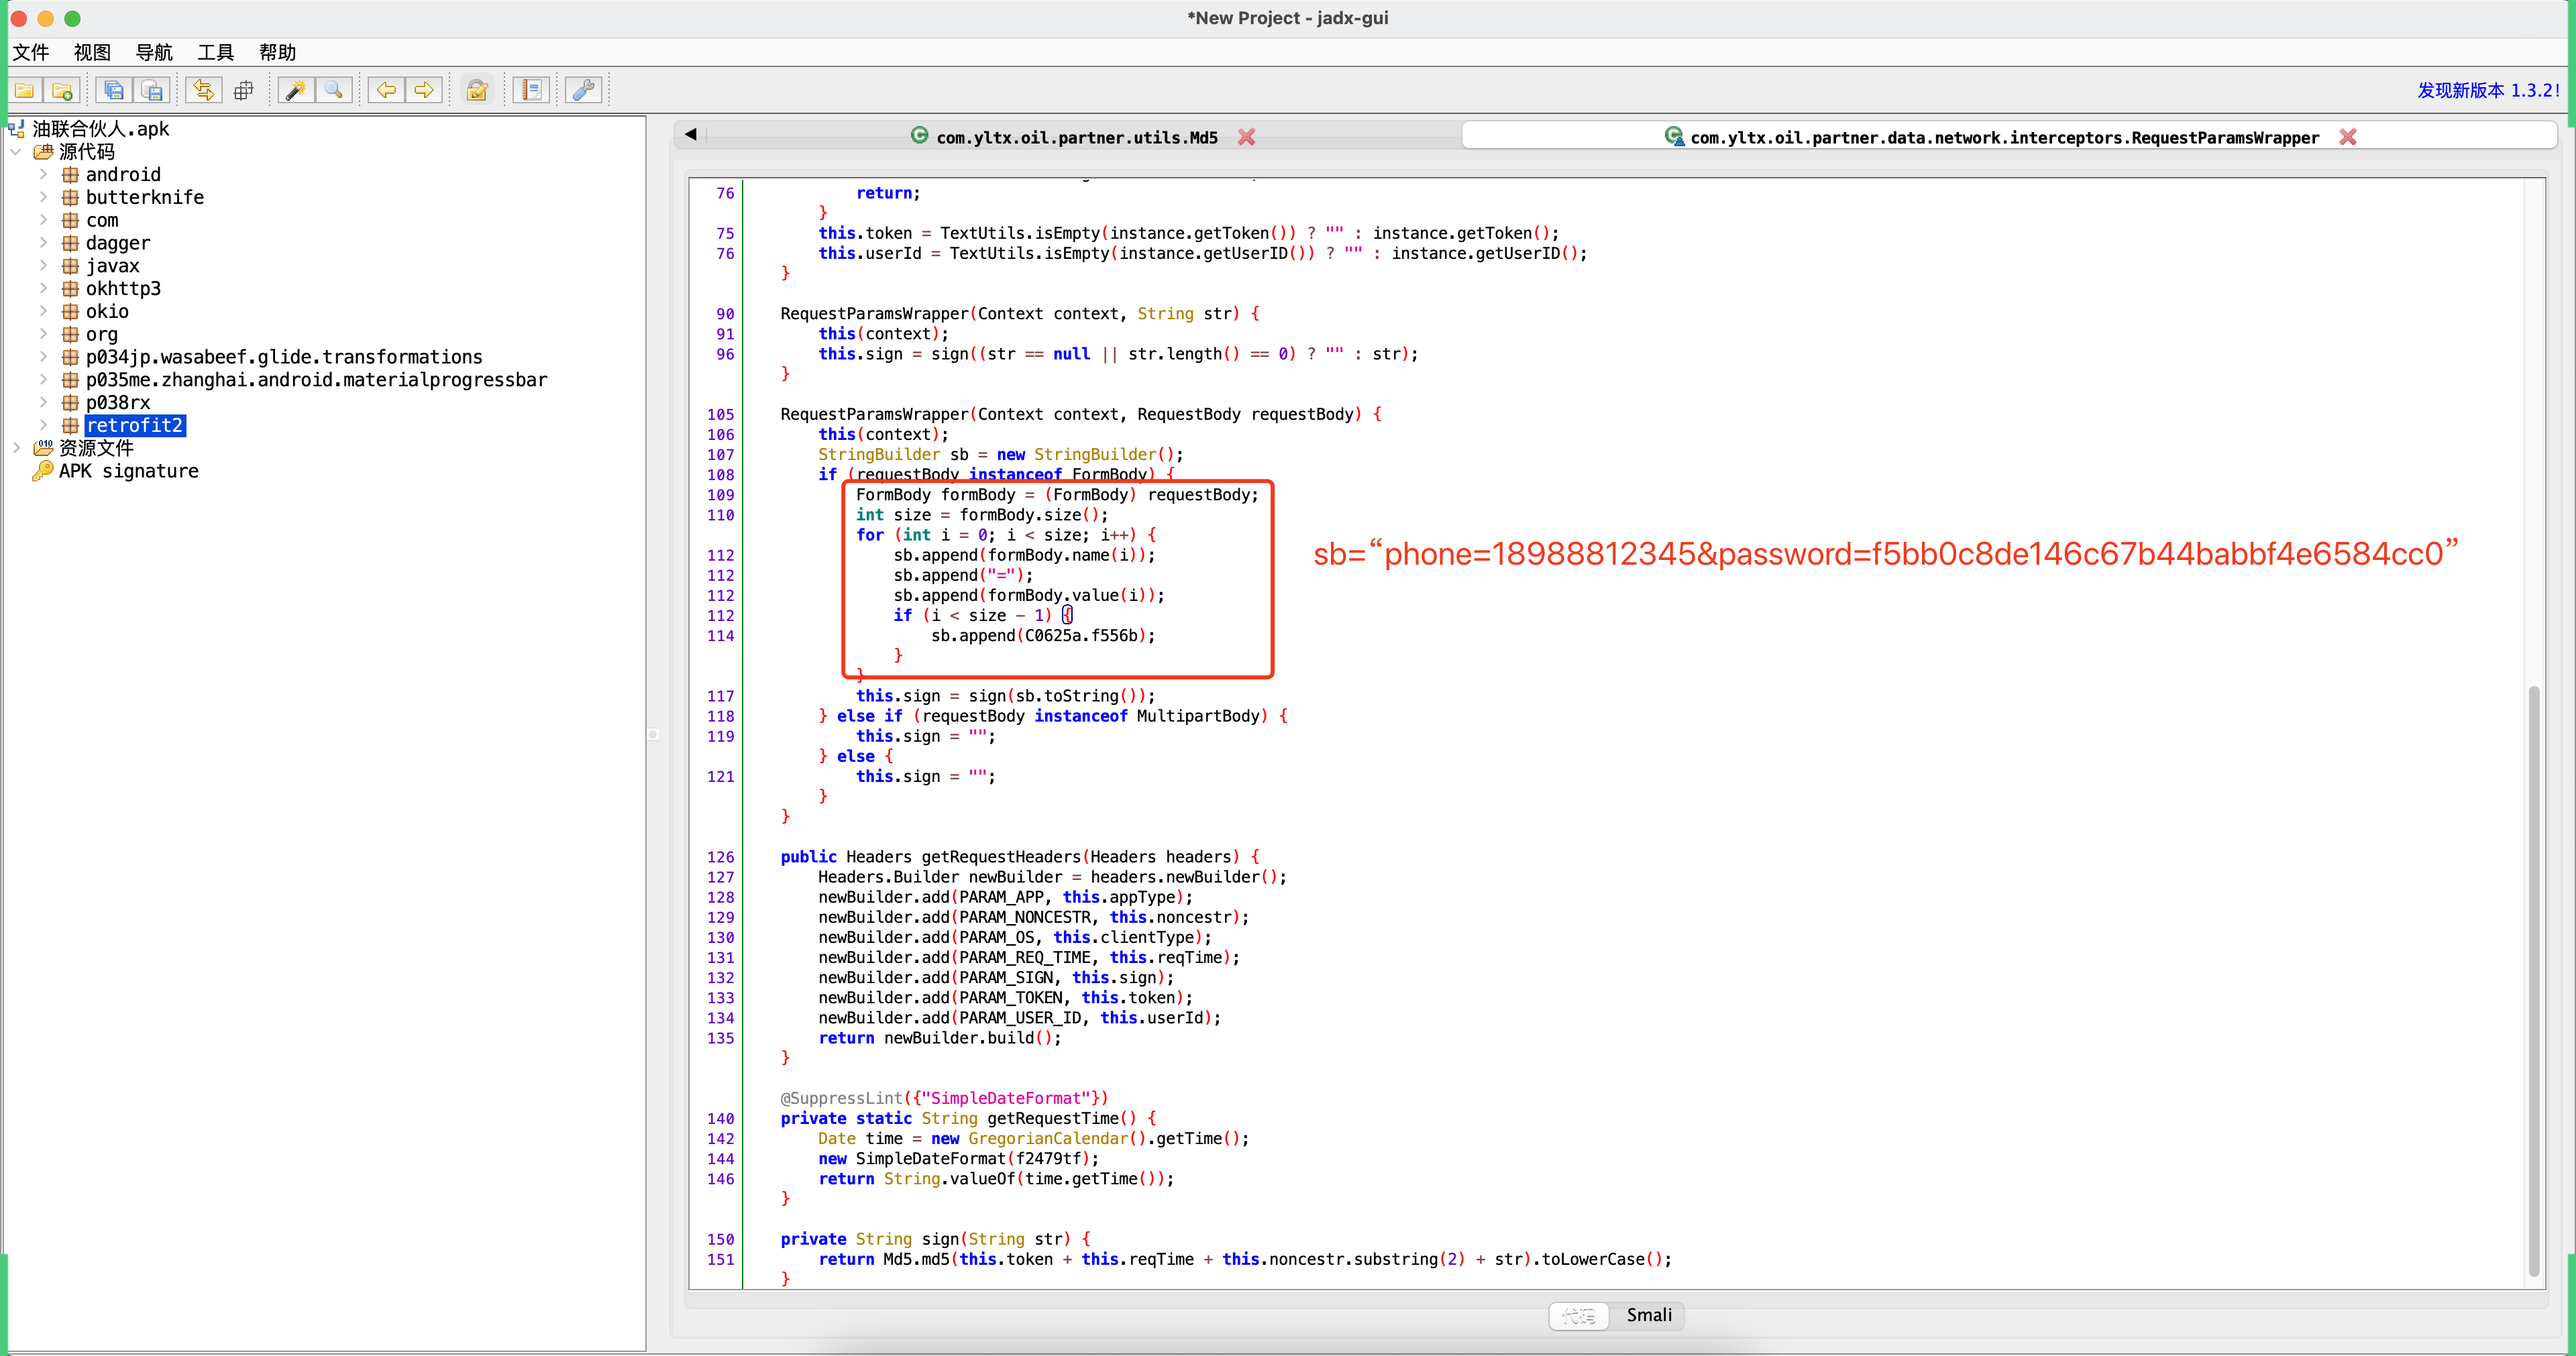 *New Project - jadx-gui
文件 视图 导航 工具 帮助
发现新版本 1.3.2!
油联合伙人.apk
源代码
android
butterknife
com
dagger
javax
okhttp3
okio
org
p034jp.wasabeef.glide.transformations
p035me.zhanghai.android.materialprogressbar
p038rx
retrofit2
资源文件
APK signature
com.yltx.oil.partner.utils.Md5
com.yltx.oil.partner.data.network.interceptors.RequestParamsWrapper
76 return;
}
75 this.token = TextUtils.isEmpty(instance.getToken()) ? "" : instance.getToken();
76 this.userId = TextUtils.isEmpty(instance.getUserID()) ? "" : instance.getUserID();
}
90 RequestParamsWrapper(Context context, String str) {
91 this(context);
96 this.sign = sign((str == null || str.length() == 0) ? "" : str);
}
105 RequestParamsWrapper(Context context, RequestBody requestBody) {
106 this(context);
107 StringBuilder sb = new StringBuilder();
108 if (requestBody instanceof FormBody) {
109 FormBody formBody = (FormBody) requestBody;
110 int size = formBody.size();
for (int i = 0; i < size; i++) {
112 sb.append(formBody.name(i));
112 sb.append("=");
112 sb.append(formBody.value(i));
112 if (i < size - 1) {
114 sb.append(C0625a.f556b);
}
}
117 this.sign = sign(sb.toString());
118 } else if (requestBody instanceof MultipartBody) {
119 this.sign = "";
} else {
121 this.sign = "";
}
}
126 public Headers getRequestHeaders(Headers headers) {
127 Headers.Builder newBuilder = headers.newBuilder();
128 newBuilder.add(PARAM_APP, this.appType);
129 newBuilder.add(PARAM_NONCESTR, this.noncestr);
130 newBuilder.add(PARAM_OS, this.clientType);
131 newBuilder.add(PARAM_REQ_TIME, this.reqTime);
132 newBuilder.add(PARAM_SIGN, this.sign);
133 newBuilder.add(PARAM_TOKEN, this.token);
134 newBuilder.add(PARAM_USER_ID, this.userId);
135 return newBuilder.build();
}
@SuppressLint({"SimpleDateFormat"})
140 private static String getRequestTime() {
142 Date time = new GregorianCalendar().getTime();
144 new SimpleDateFormat(f2479tf);
146 return String.valueOf(time.getTime());
}
150 private String sign(String str) {
151 return Md5.md5(this.token + this.reqTime + this.noncestr.substring(2) + str).toLowerCase();
}
sb=“phone=18988812345&password=f5bb0c8de146c67b44babbf4e6584cc0”
代码 Smali